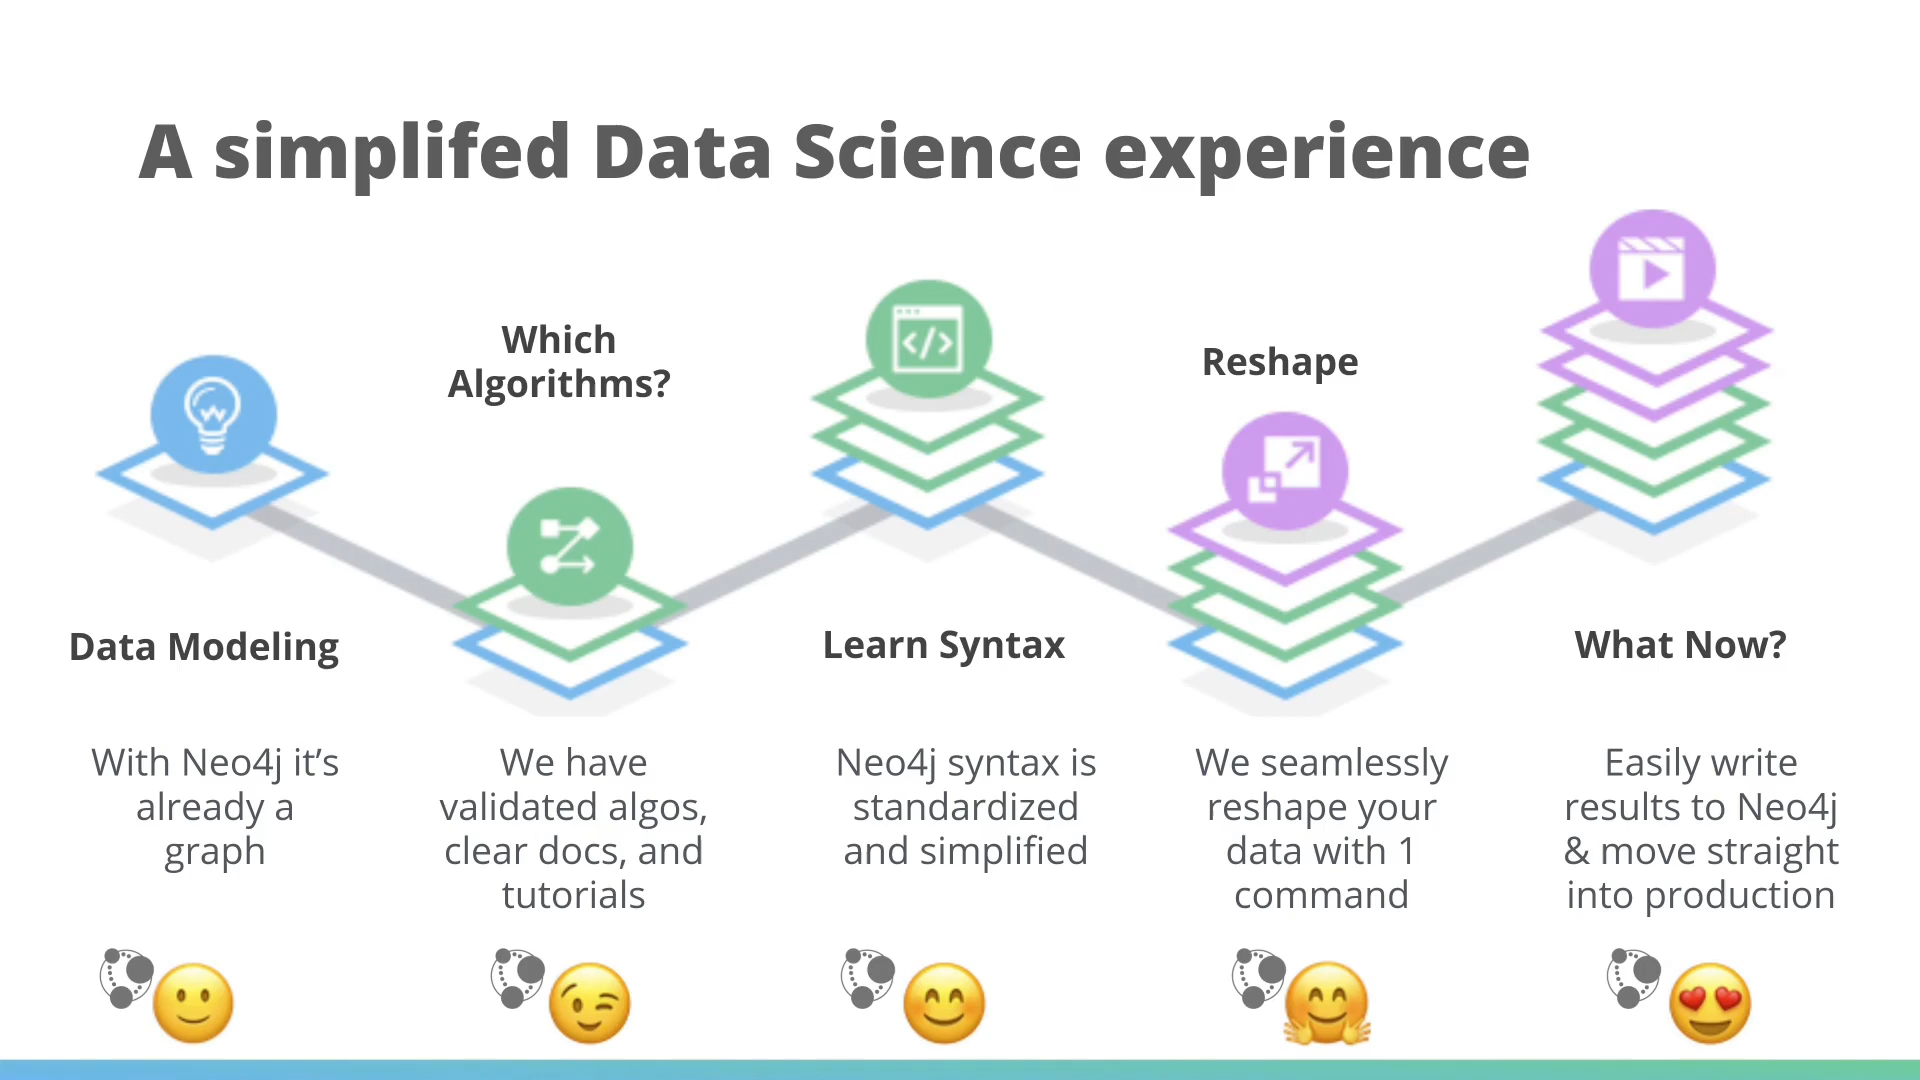 A simplifed Data Science experience
Which
Algorithms?
Reshape
Data Modeling
Learn Syntax
What Now?
With Neo4j it’s
already a
graph
We have
validated algos,
clear docs, and
tutorials
Neo4j syntax is
standardized
and simplified
We seamlessly
reshape your
data with 1
command
Easily write
results to Neo4j
& move straight
into production